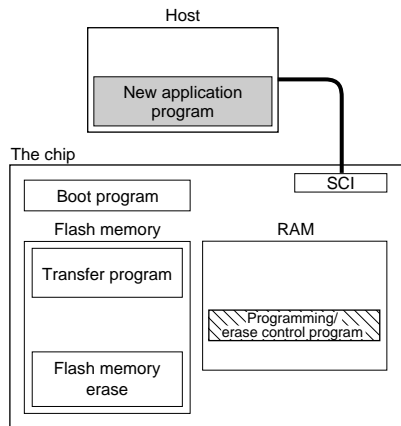 Host
New application
program
The chip
SCI
Boot program
Flash memory
RAM
Transfer program
Programming/
erase control program
Flash memory
erase